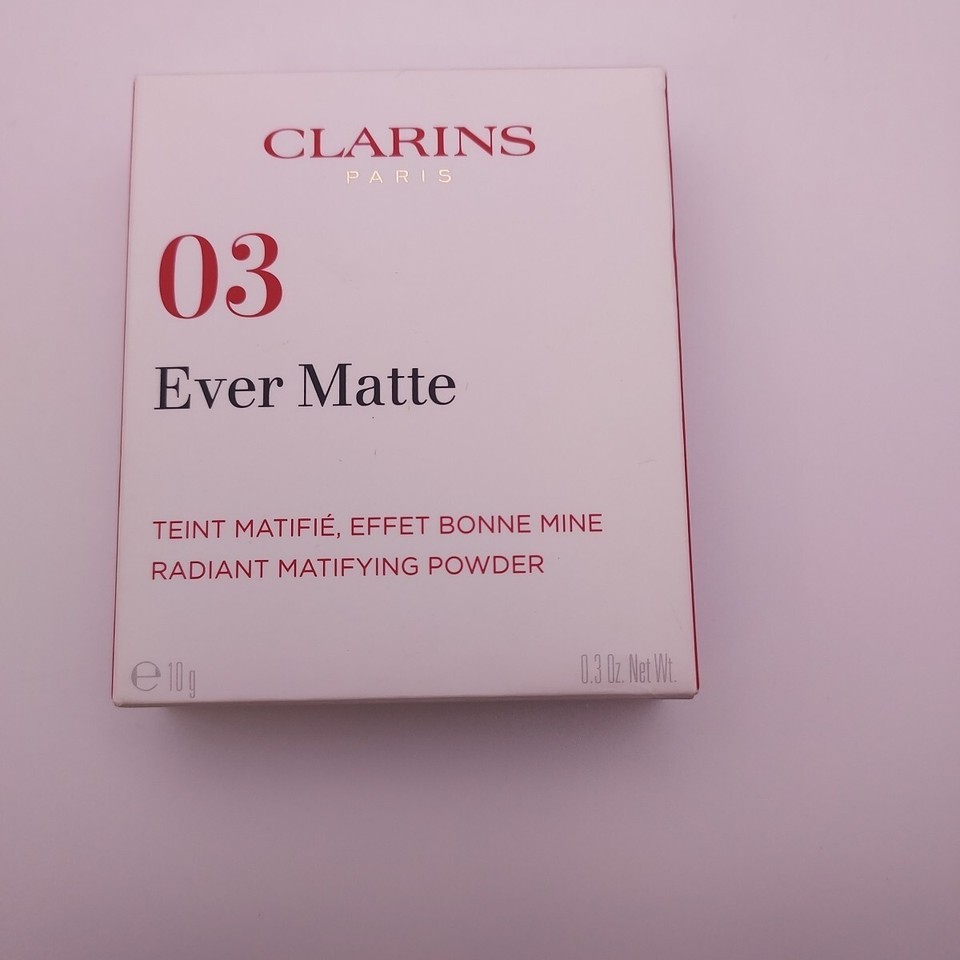 CLARINS
PARIS
03
Ever Matte
TEINT MATIFIÉ, EFFET BONNE MINE
RADIANT MATIFYING POWDER
℮ 10 g
0.3 Oz. Net Wt.